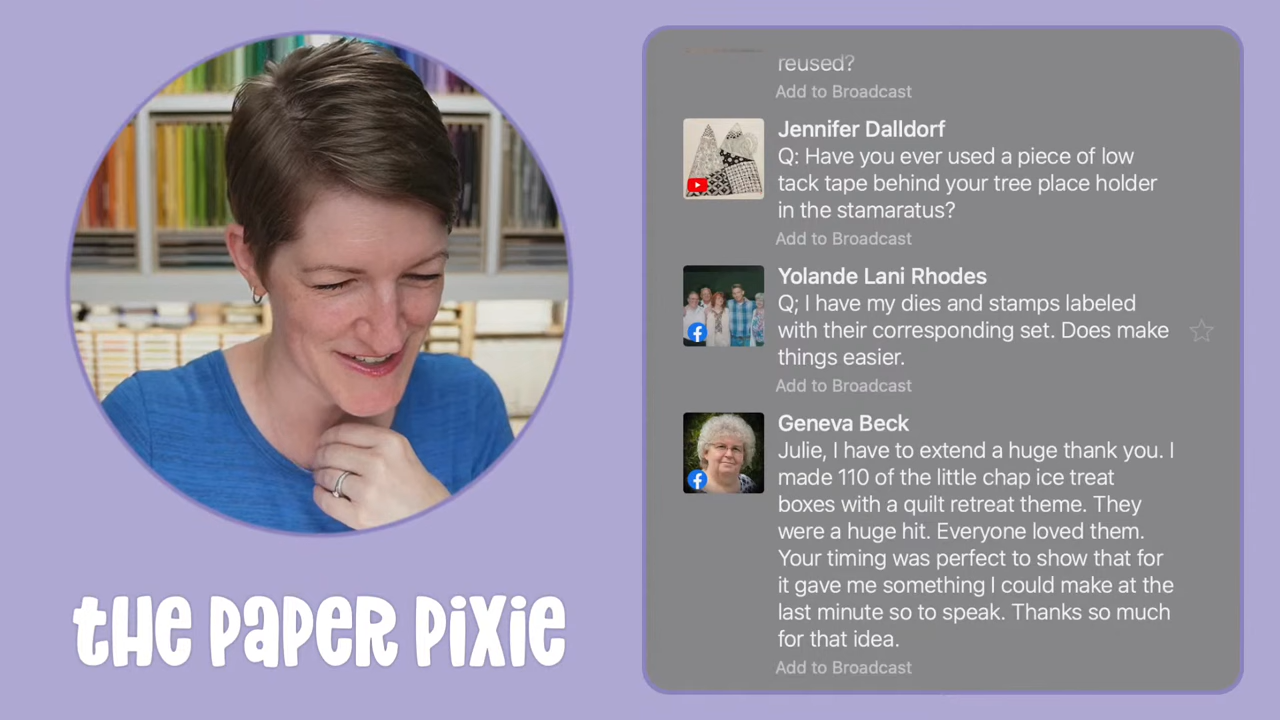 reused?
Add to Broadcast
Jennifer Dalldorf
Q: Have you ever used a piece of low
tack tape behind your tree place holder
in the stamaratus?
Add to Broadcast
Yolande Lani Rhodes
Q; I have my dies and stamps labeled
with their corresponding set. Does make
things easier.
Add to Broadcast
Geneva Beck
Julie, I have to extend a huge thank you. I
made 110 of the little chap ice treat
boxes with a quilt retreat theme. They
were a huge hit. Everyone loved them.
Your timing was perfect to show that for
it gave me something I could make at the
last minute so to speak. Thanks so much
for that idea.
Add to Broadcast
the paper pixie